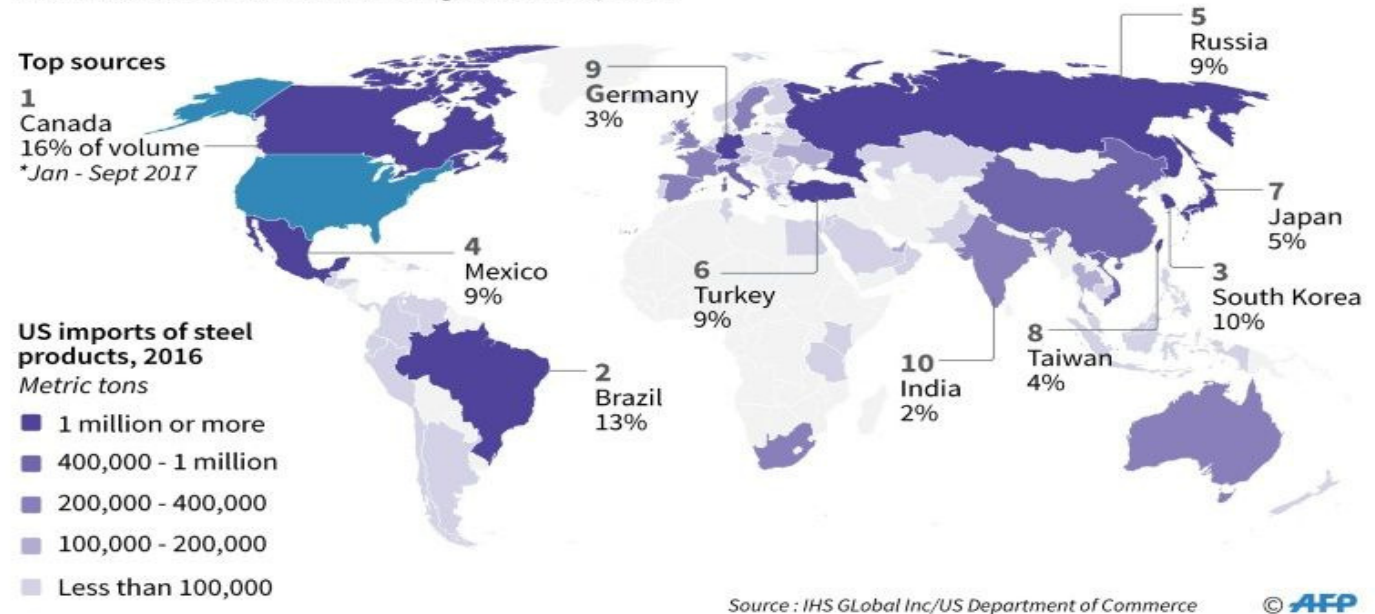 Top sources
1
Canada
16% of volume
*Jan - Sept 2017
9
Germany
3%
5
Russia
9%
7
Japan
5%
4
Mexico
9%
6
Turkey
9%
3
South Korea
10%
8
Taiwan
4%
10
India
2%
2
Brazil
13%
US imports of steel
products, 2016
Metric tons
1 million or more
400,000 - 1 million
200,000 - 400,000
100,000 - 200,000
Less than 100,000
Source : IHS GLobal Inc/US Department of Commerce
© AFP